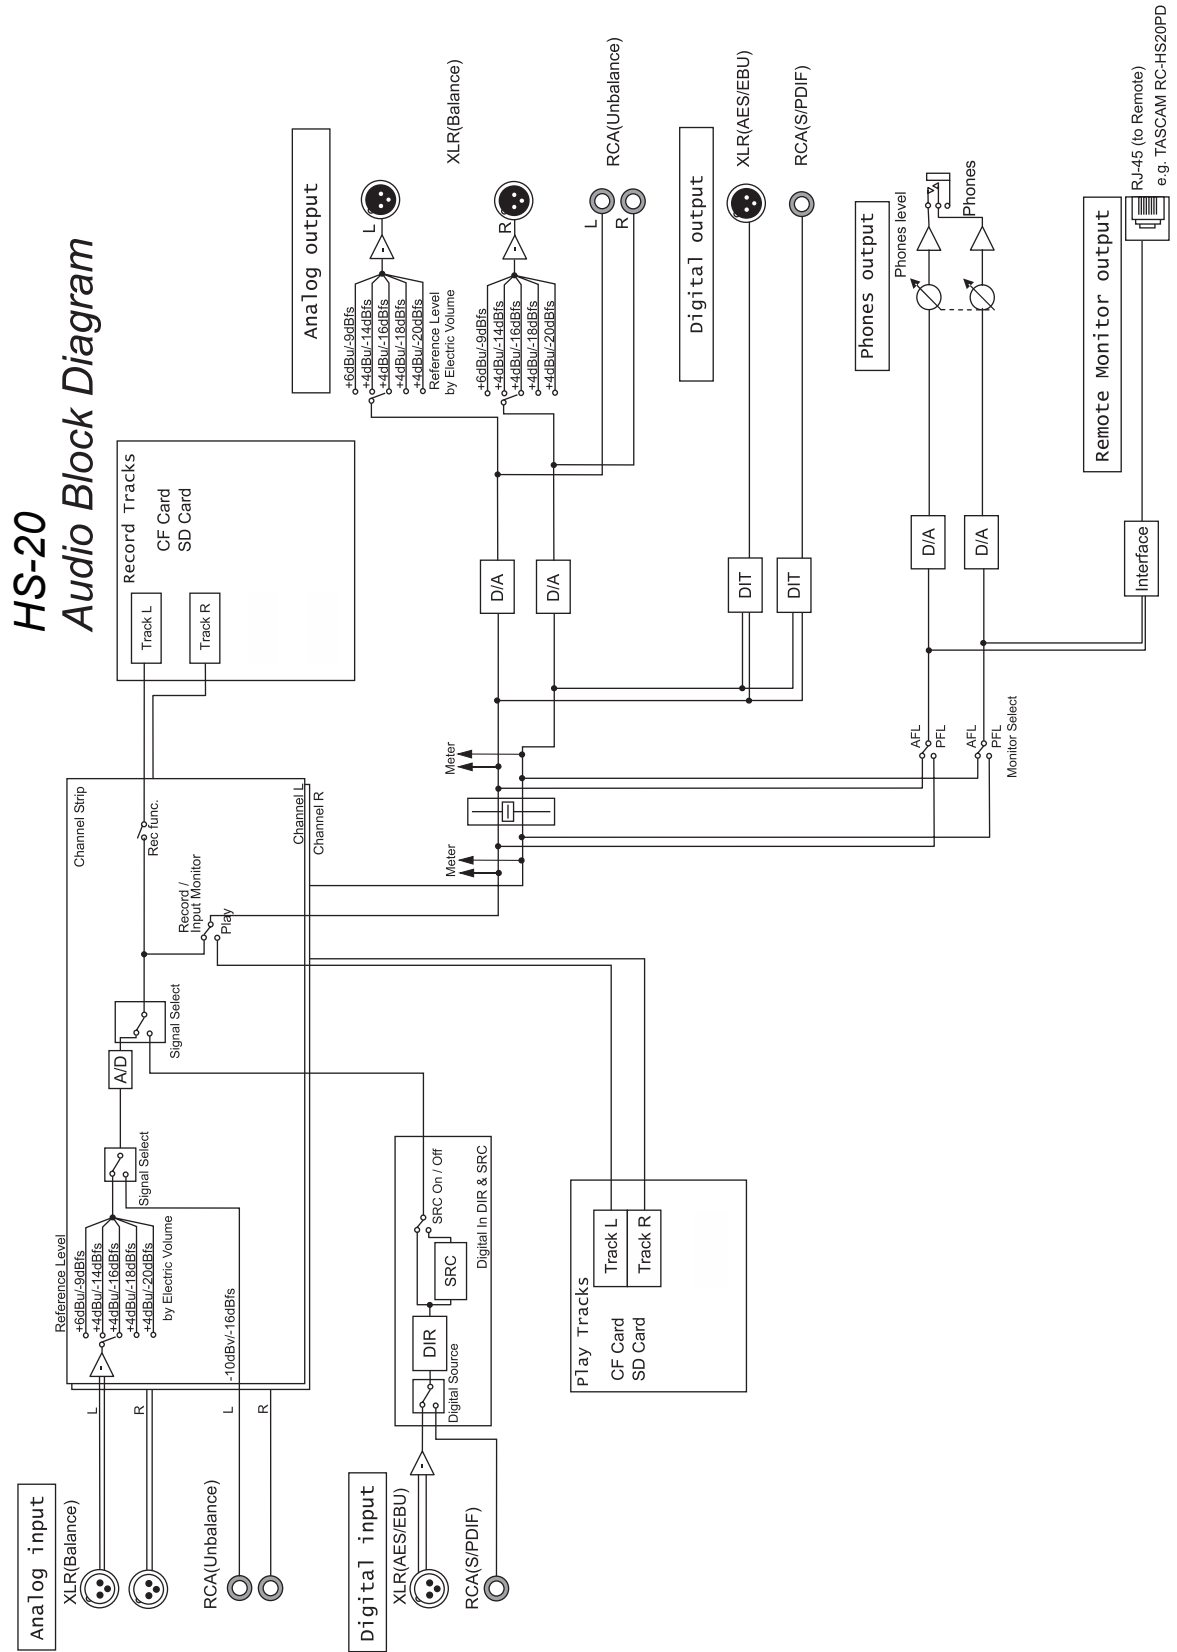 HS-20
Audio Block Diagram
Analog input
XLR(Balance)
L
R
RCA(Unbalance)
L
R
-10dBv/-16dBfs
Reference Level
+6dBu/-9dBfs
+4dBu/-14dBfs
+4dBu/-16dBfs
+4dBu/-18dBfs
+4dBu/-20dBfs
by Electric Volume
Signal Select
A/D
Signal Select
Channel Strip
Record /
Input Monitor
Play
Rec func.
Channel L
Channel R
Record Tracks
Track L
Track R
CF Card
SD Card
Digital input
XLR(AES/EBU)
RCA(S/PDIF)
Digital Source
DIR
SRC
SRC On / Off
Digital In DIR & SRC
Play Tracks
CF Card
SD Card
Track L
Track R
Meter
Meter
D/A
D/A
DIT
DIT
Analog output
+6dBu/-9dBfs
+4dBu/-14dBfs
+4dBu/-16dBfs
+4dBu/-18dBfs
+4dBu/-20dBfs
Reference Level
by Electric Volume
L
XLR(Balance)
+6dBu/-9dBfs
+4dBu/-14dBfs
+4dBu/-16dBfs
+4dBu/-18dBfs
+4dBu/-20dBfs
R
L
R
RCA(Unbalance)
Digital output
XLR(AES/EBU)
RCA(S/PDIF)
AFL
PFL
AFL
PFL
Monitor Select
D/A
D/A
Phones output
Phones level
Phones
Interface
Remote Monitor output
RJ-45 (to Remote)
e.g. TASCAM RC-HS20PD